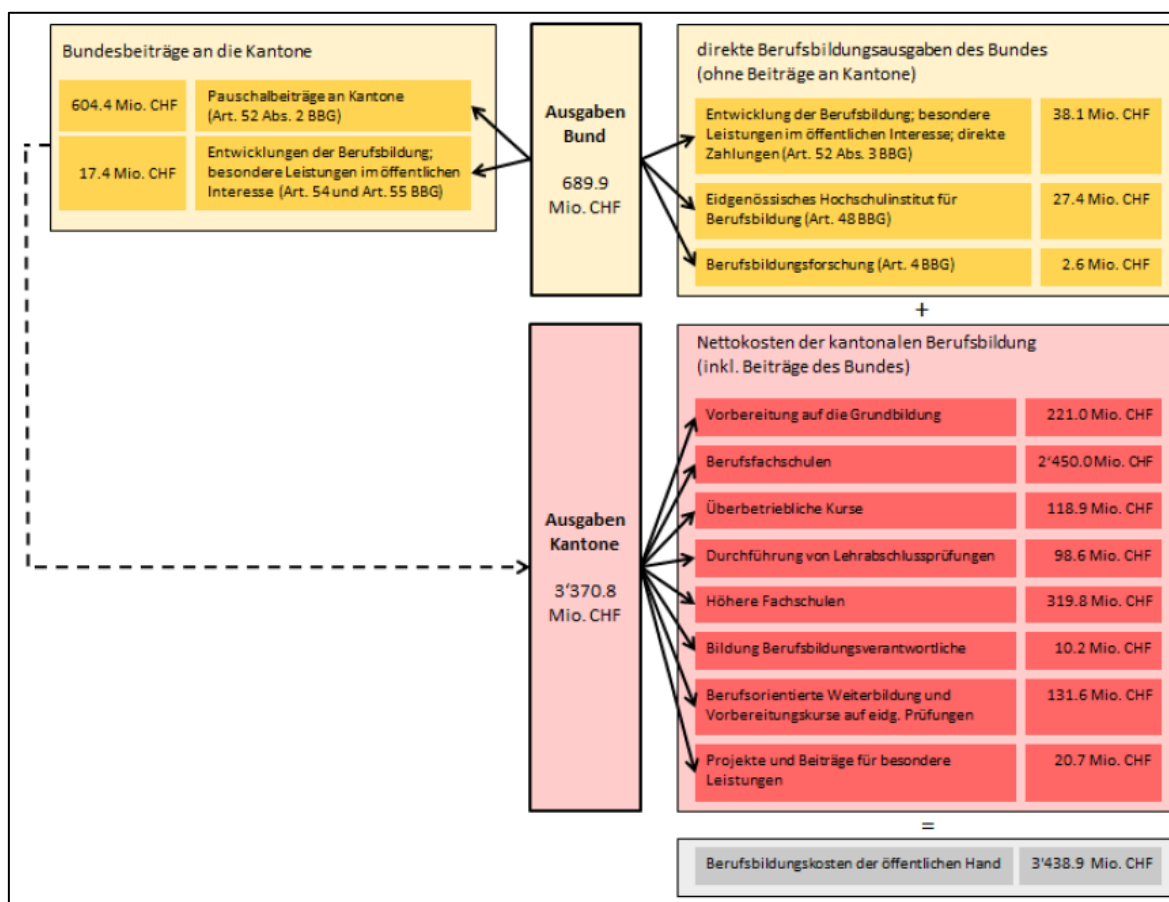 Bundesbeiträge an die Kantone
604.4 Mio. CHF
Pauschalbeiträge an Kantone
(Art. 52 Abs. 2 BBG)
17.4 Mio. CHF
Entwicklungen der Berufsbildung;
besondere Leistungen im öffentlichen
Interesse (Art. 54 und Art. 55 BBG)
Ausgaben
Bund
689.9
Mio. CHF
direkte Berufsbildungsausgaben des Bundes
(ohne Beiträge an Kantone)
Entwicklung der Berufsbildung; besondere
Leistungen im öffentlichen Interesse; direkte
Zahlungen (Art. 52 Abs. 3 BBG)
38.1 Mio. CHF
Eidgenössisches Hochschulinstitut für
Berufsbildung (Art. 48 BBG)
27.4 Mio. CHF
Berufsbildungsforschung (Art. 4 BBG)
2.6 Mio. CHF
+
Ausgaben
Kantone
3'370.8
Mio. CHF
Nettokosten der kantonalen Berufsbildung
(inkl. Beiträge des Bundes)
Vorbereitung auf die Grundbildung
221.0 Mio. CHF
Berufsfachschulen
2'450.0 Mio. CHF
Überbetriebliche Kurse
118.9 Mio. CHF
Durchführung von Lehrabschlussprüfungen
98.6 Mio. CHF
Höhere Fachschulen
319.8 Mio. CHF
Bildung Berufsbildungsverantwortliche
10.2 Mio. CHF
Berufsorientierte Weiterbildung und
Vorbereitungskurse auf eidg. Prüfungen
131.6 Mio. CHF
Projekte und Beiträge für besondere
Leistungen
20.7 Mio. CHF
=
Berufsbildungskosten der öffentlichen Hand
3'438.9 Mio. CHF